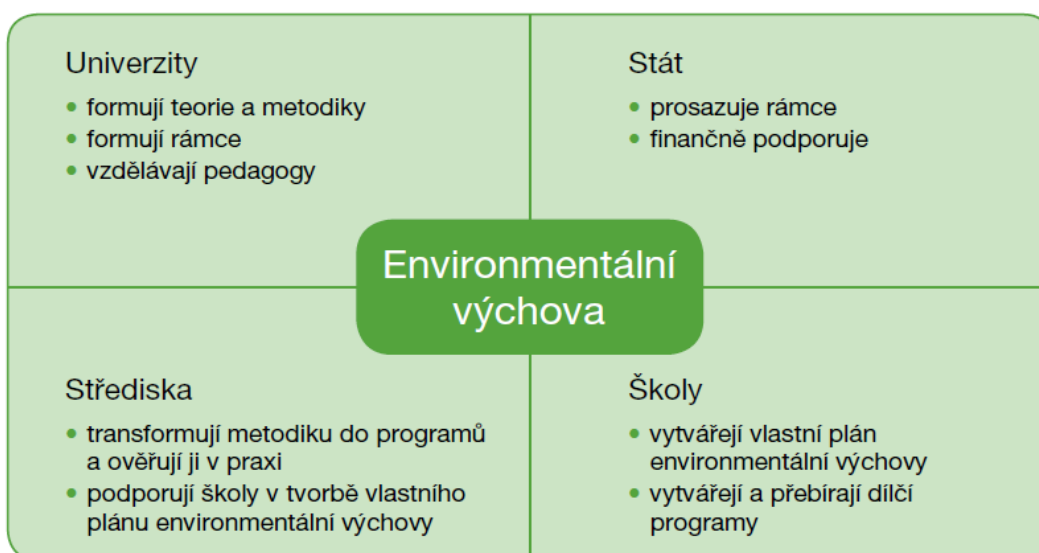 Univerzity
• formují teorie a metodiky
• formují rámce
• vzdělávají pedagogy
Stát
• prosazuje rámce
• finančně podporuje
Environmentální
výchova
Střediska
• transformují metodiku do programů
a ověřují ji v praxi
• podporují školy v tvorbě vlastního
plánu environmentální výchovy
Školy
• vytvářejí vlastní plán
environmentální výchovy
• vytvářejí a přebírají dílčí
programy